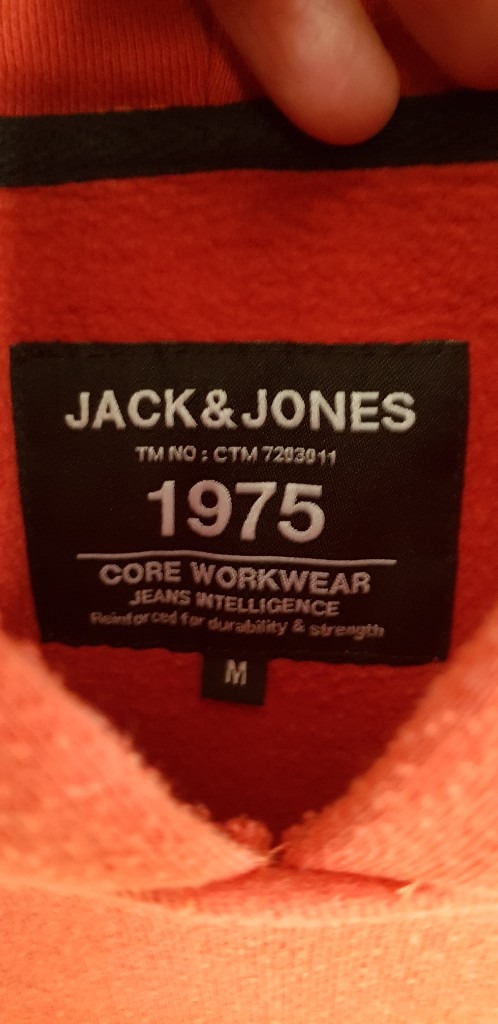 JACK & JONES
TM NO : CTM 7203011
1975
CORE WORKWEAR
JEANS INTELLIGENCE
Reinforced for durability & strength
M